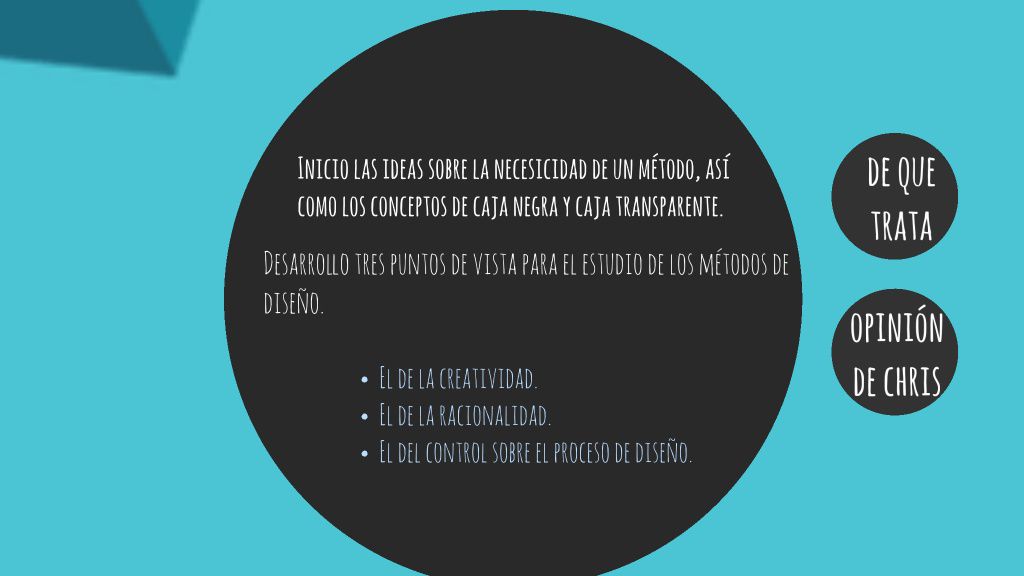 Inicio las ideas sobre la necesicidad de un método, así
como los conceptos de caja negra y caja transparente.
Desarrollo tres puntos de vista para el estudio de los métodos de
diseño.
• El de la creatividad.
• El de la racionalidad.
• El del control sobre el proceso de diseño.
DE QUE
TRATA
OPINIÓN
DE CHRIS